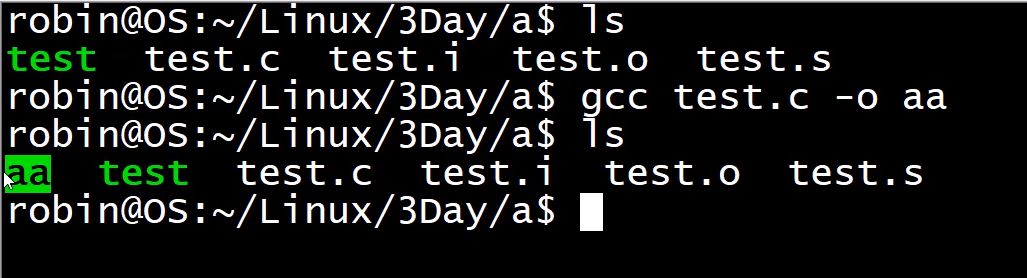 robin@OS:~/Linux/3Day/a$ ls
test  test.c  test.i  test.o  test.s
robin@OS:~/Linux/3Day/a$ gcc test.c -o aa
robin@OS:~/Linux/3Day/a$ ls
aa  test  test.c  test.i  test.o  test.s
robin@OS:~/Linux/3Day/a$